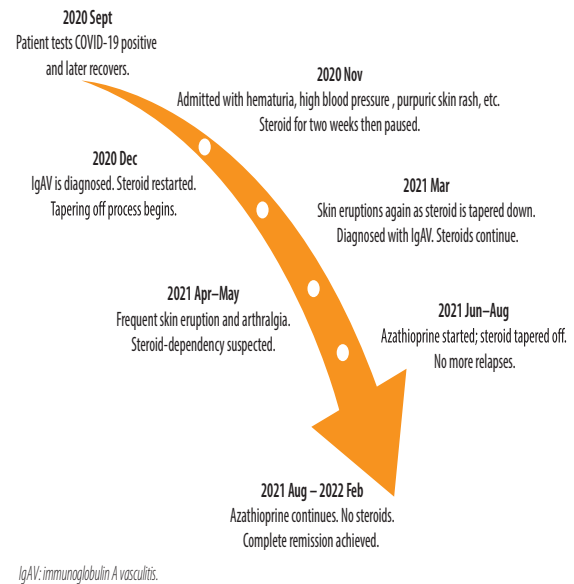 2020 Sept
Patient tests COVID-19 positive
and later recovers.
2020 Nov
Admitted with hematuria, high blood pressure , purpuric skin rash, etc.
Steroid for two weeks then paused.
2020 Dec
IgAV is diagnosed. Steroid restarted.
Tapering off process begins.
2021 Mar
Skin eruptions again as steroid is tapered down.
Diagnosed with IgAV. Steroids continue.
2021 Apr–May
Frequent skin eruption and arthralgia.
Steroid-dependency suspected.
2021 Jun–Aug
Azathioprine started; steroid tapered off.
No more relapses.
2021 Aug – 2022 Feb
Azathioprine continues. No steroids.
Complete remission achieved.
IgAV: immunoglobulin A vasculitis.